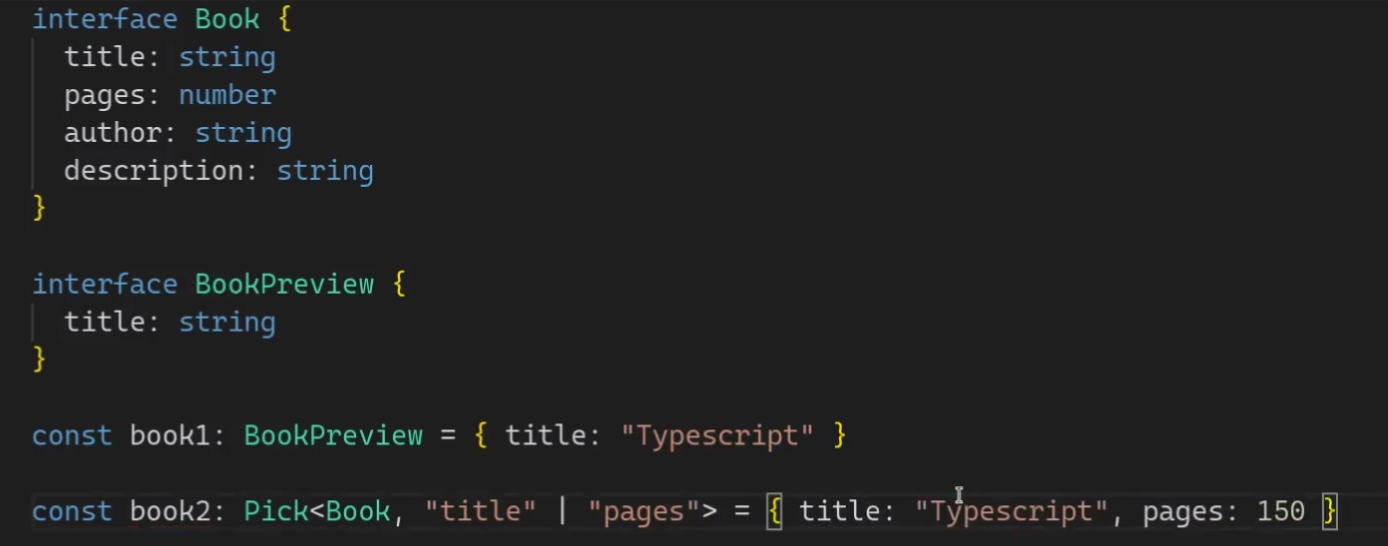 interface Book {
  title: string
  pages: number
  author: string
  description: string
}
interface BookPreview {
  title: string
}
const book1: BookPreview = { title: "Typescript" }
const book2: Pick<Book, "title" | "pages"> = { title: "Typescript", pages: 150 }